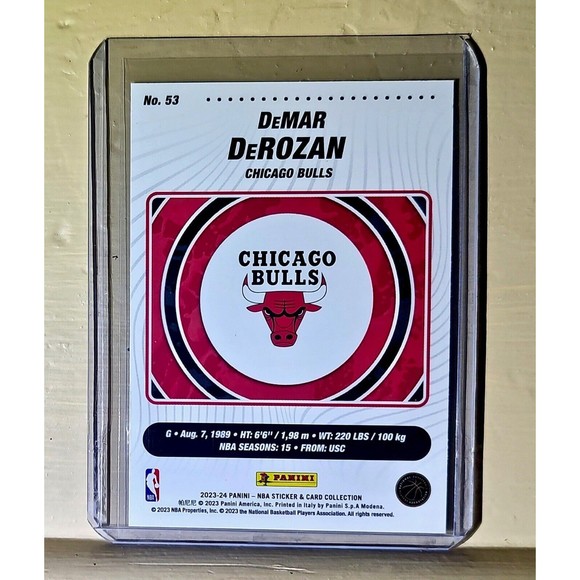 No. 53
DeMAR
DeROZAN
CHICAGO BULLS
CHICAGO
BULLS
G • Aug. 7, 1989 • HT: 6'6" / 1,98 m • WT: 220 LBS / 100 kg
NBA SEASONS: 15 • FROM: USC
PANINI
2023-24 PANINI – NBA STICKER & CARD COLLECTION
帕尼尼 © 2023 Panini America, Inc. Printed in Italy by Panini S.p.A Modena.
© 2023 NBA Properties, Inc. © 2023 the National Basketball Players Association. All rights reserved.